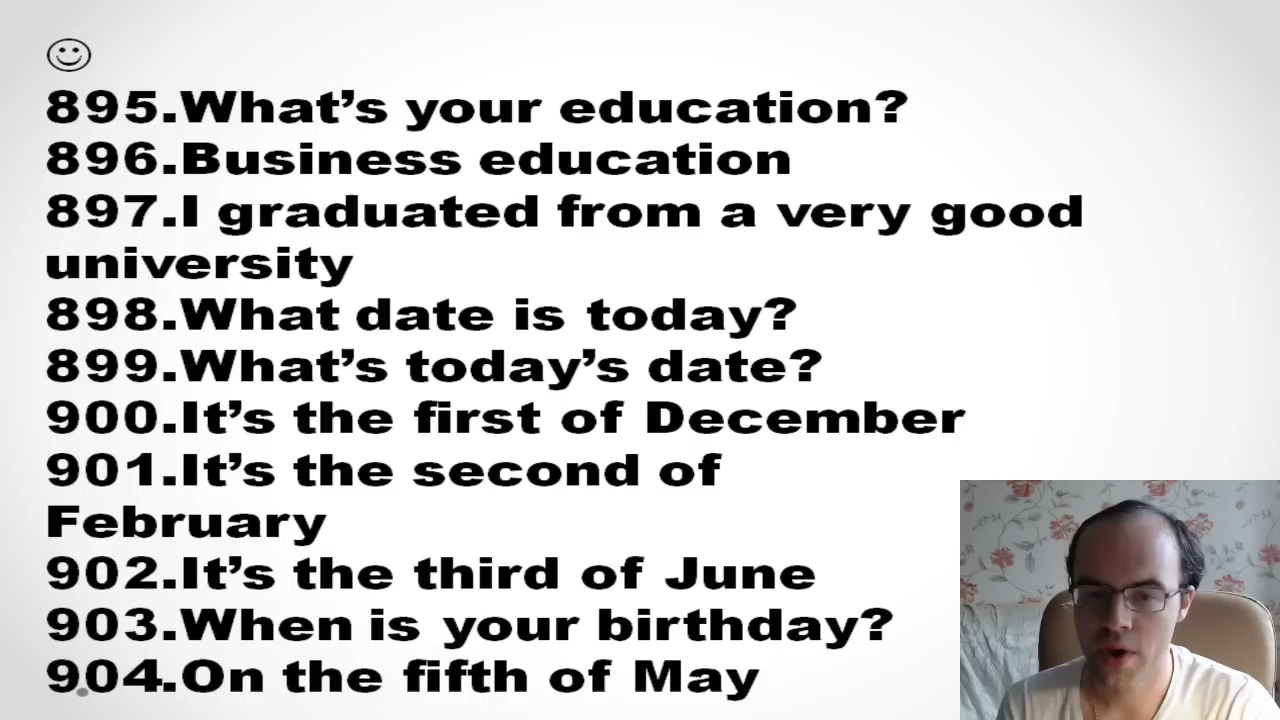 895.What’s your education?
896.Business education
897.I graduated from a very good
university
898.What date is today?
899.What’s today’s date?
900.It’s the first of December
901.It’s the second of
February
902.It’s the third of June
903.When is your birthday?
904.On the fifth of May